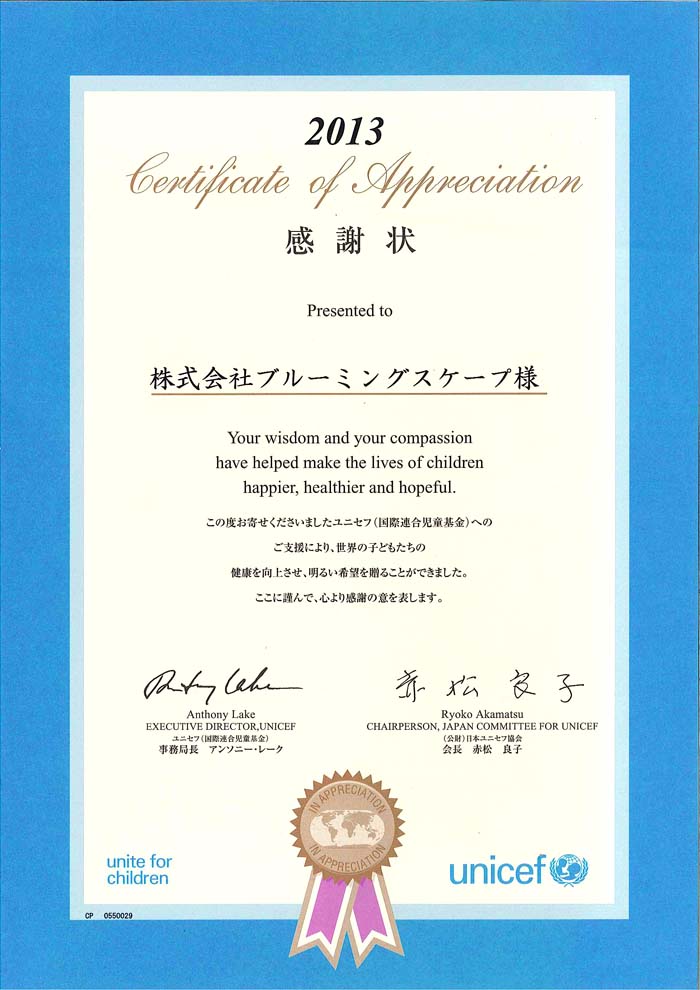 2013
Certificate of Appreciation
感謝状
Presented to
株式会社ブルーミングスケープ様
Your wisdom and your compassion
have helped make the lives of children
happier, healthier and hopeful.
この度お寄せくださいましたユニセフ(国際連合児童基金)への
ご支援により、世界の子どもたちの
健康を向上させ、明るい希望を贈ることができました。
ここに謹んで、心より感謝の意を表します。
Anthony Lake
Anthony Lake
EXECUTIVE DIRECTOR,UNICEF
ユニセフ(国際連合児童基金)
事務局長 アンソニー・レーク
赤松良子
Ryoko Akamatsu
CHAIRPERSON, JAPAN COMMITTEE FOR UNICEF
(公財)日本ユニセフ協会
会長 赤松 良子
IN APPRECIATION
IN APPRECIATION
unite for
children
unicef
CP 0550029